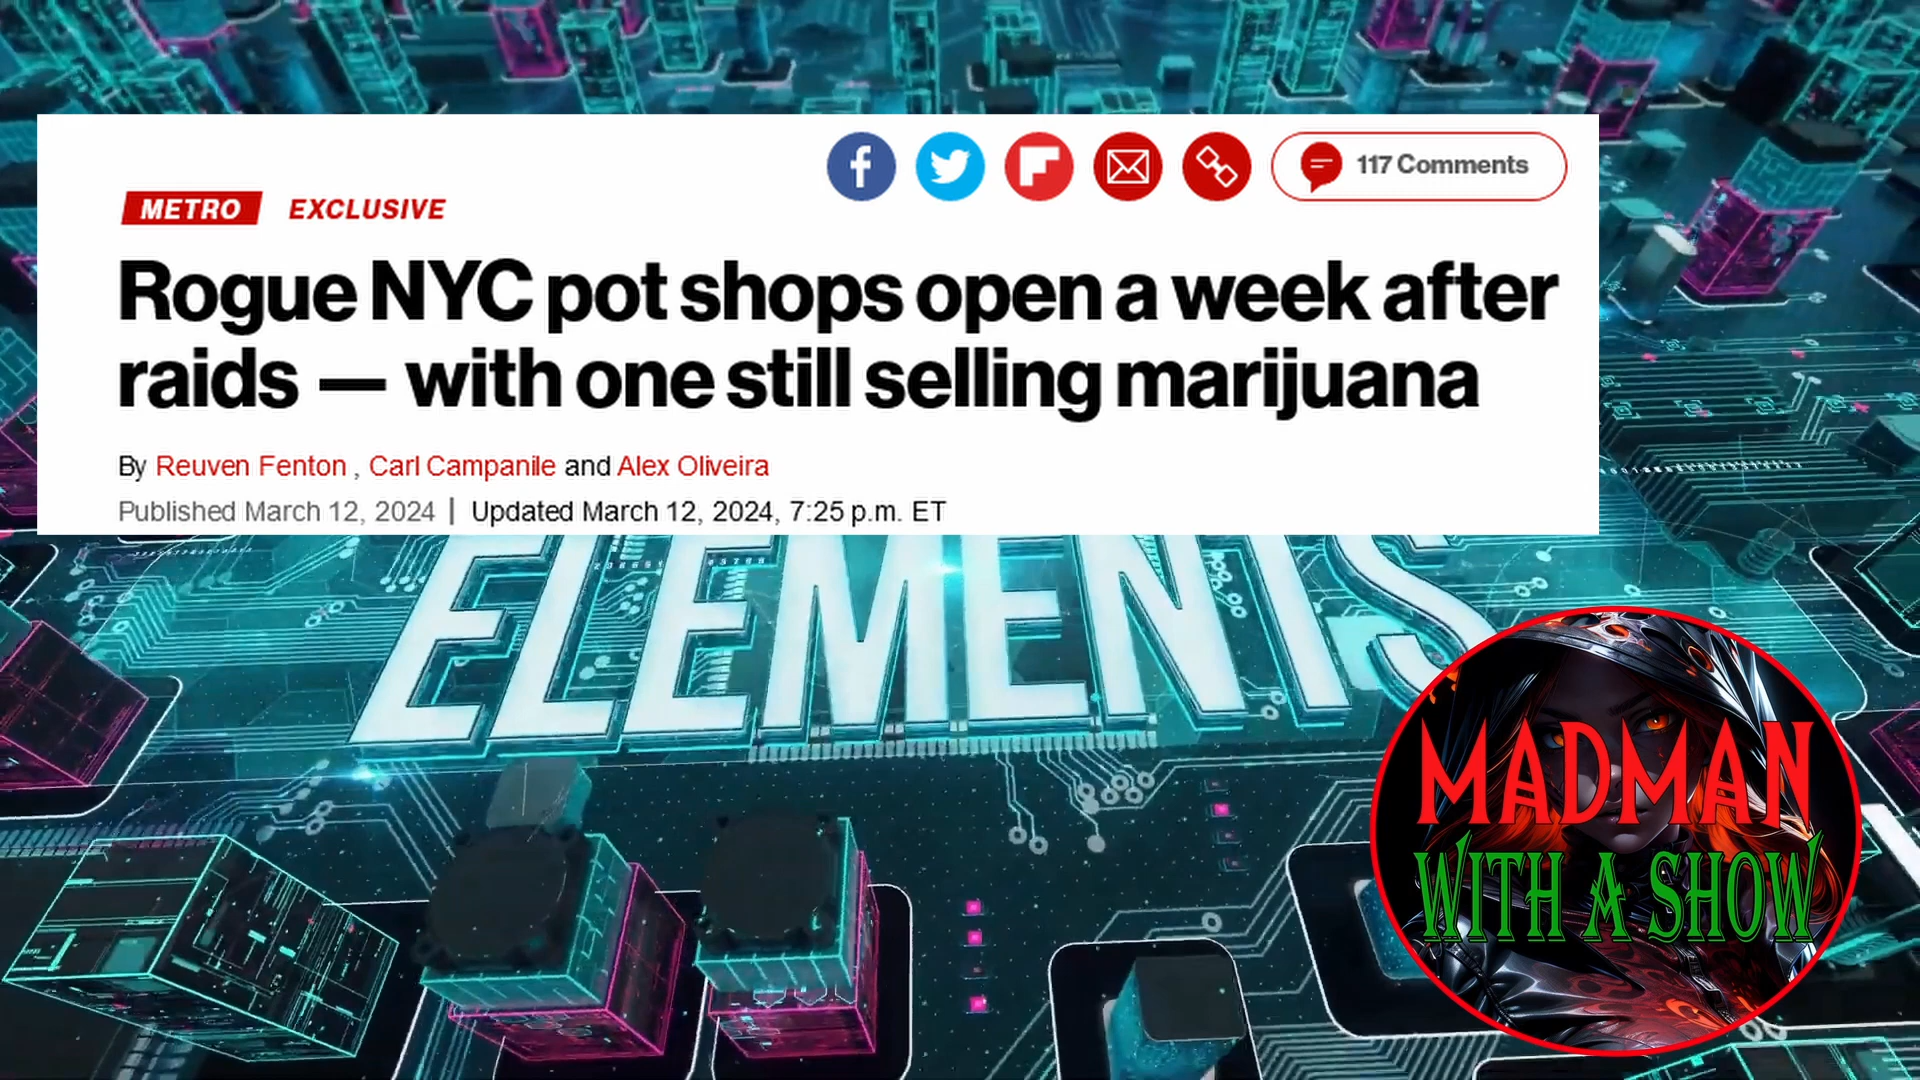 117 Comments
METRO EXCLUSIVE
Rogue NYC pot shops open a week after
raids — with one still selling marijuana
By Reuven Fenton , Carl Campanile and Alex Oliveira
Published March 12, 2024 | Updated March 12, 2024, 7:25 p.m. ET
ELEMENTS
MADMAN
WITH A SHOW